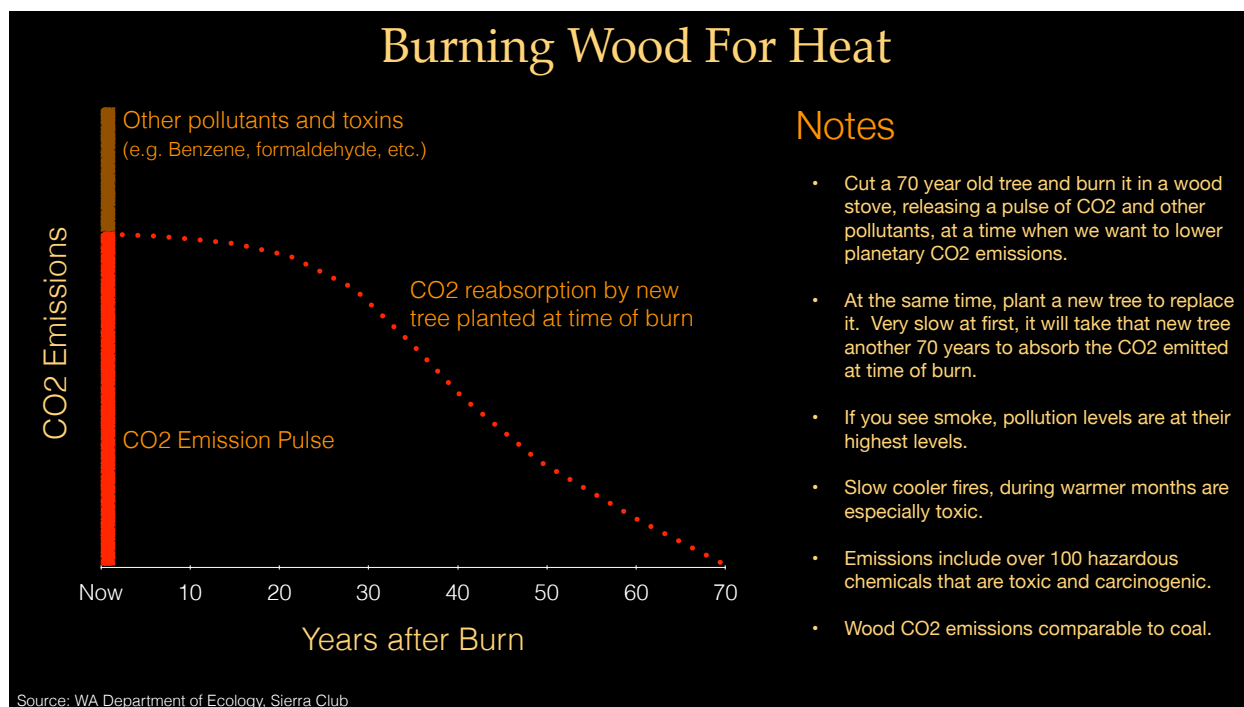 Burning Wood For Heat
Other pollutants and toxins
(e.g. Benzene, formaldehyde, etc.)
CO2 Emissions
CO2 reabsorption by new
tree planted at time of burn
CO2 Emission Pulse
Now 10 20 30 40 50 60 70
Years after Burn
Notes
• Cut a 70 year old tree and burn it in a wood
stove, releasing a pulse of CO2 and other
pollutants, at a time when we want to lower
planetary CO2 emissions.
• At the same time, plant a new tree to replace
it.  Very slow at first, it will take that new tree
another 70 years to absorb the CO2 emitted
at time of burn.
• If you see smoke, pollution levels are at their
highest levels.
• Slow cooler fires, during warmer months are
especially toxic.
• Emissions include over 100 hazardous
chemicals that are toxic and carcinogenic.
• Wood CO2 emissions comparable to coal.
Source: WA Department of Ecology, Sierra Club